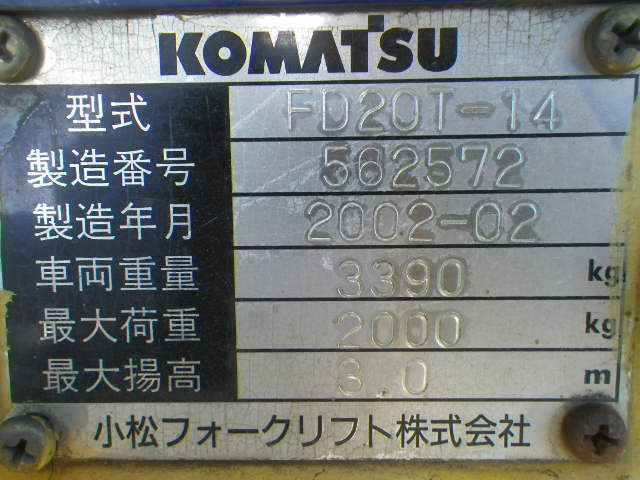 KOMATSU
型式 FD20T-14
製造番号 562572
製造年月 2002-02
車両重量 3390 kg
最大荷重 2000 kg
最大揚高 3.0 m
小松フォークリフト株式会社